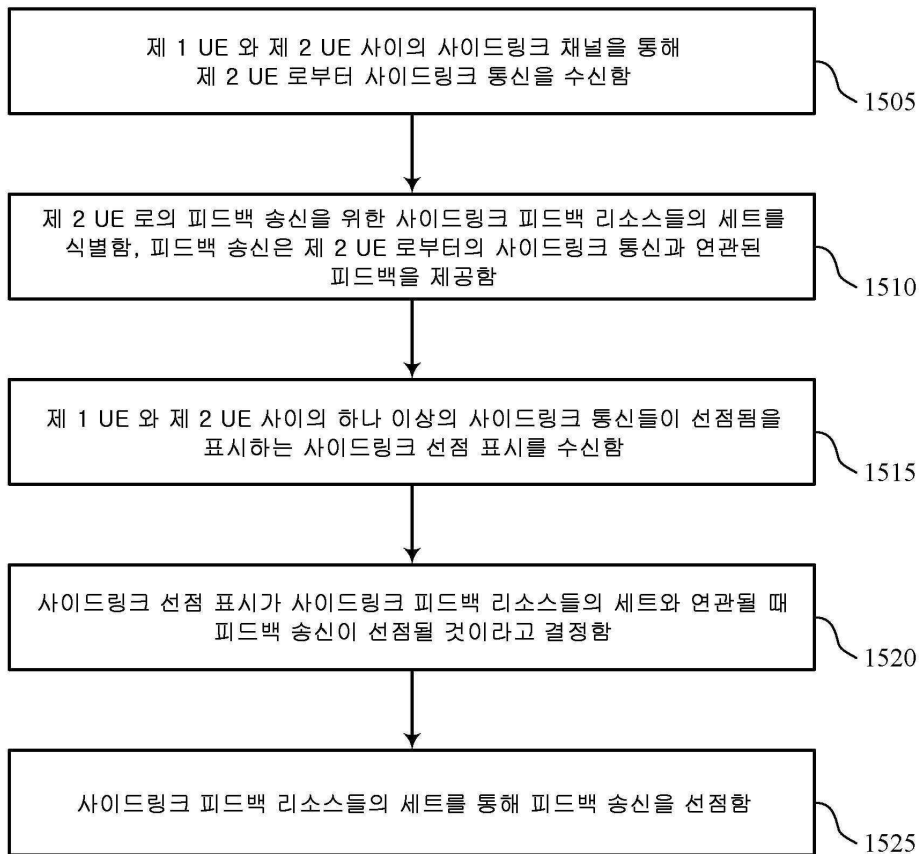 제 1 UE 와 제 2 UE 사이의 사이드링크 채널을 통해
제 2 UE 로부터 사이드링크 통신을 수신함
1505
제 2 UE 로의 피드백 송신을 위한 사이드링크 피드백 리소스들의 세트를
식별함, 피드백 송신은 제 2 UE 로부터의 사이드링크 통신과 연관된
피드백을 제공함
1510
제 1 UE 와 제 2 UE 사이의 하나 이상의 사이드링크 통신들이 선점됨을
표시하는 사이드링크 선점 표시를 수신함
1515
사이드링크 선점 표시가 사이드링크 피드백 리소스들의 세트와 연관될 때
피드백 송신이 선점될 것이라고 결정함
1520
사이드링크 피드백 리소스들의 세트를 통해 피드백 송신을 선점함
1525